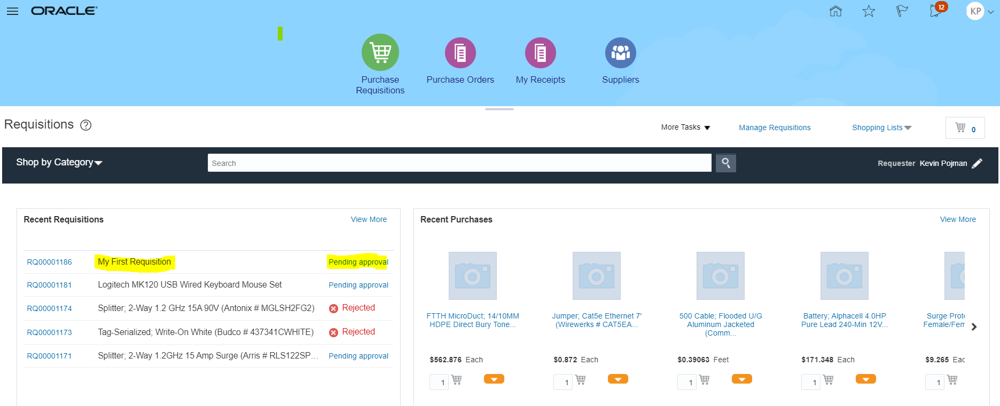 ORACLE
12
KP
Purchase
Requisitions
Purchase Orders
My Receipts
Suppliers
Requisitions ?
More Tasks
Manage Requisitions
Shopping Lists
0
Shop by Category
Search
Requester Kevin Pojman
Recent Requisitions
View More
RQ00001186 My First Requisition Pending approval
RQ00001181 Logitech MK120 USB Wired Keyboard Mouse Set Pending approval
RQ00001174 Splitter; 2-Way 1.2 GHz 15A 90V (Antonix # MGLSH2FG2) Rejected
RQ00001173 Tag-Serialized; Write-On White (Budco # 437341CWHITE) Rejected
RQ00001171 Splitter; 2-Way 1.2GHz 15 Amp Surge (Arris # RLS122SP... Pending approval
Recent Purchases
View More
FTTH MicroDuct; 14/10MM
HDPE Direct Bury Tone...
$562.876 Each
1
Jumper; Cat5e Ethernet 7'
(Wirewerks # CAT5EA...
$0.872 Each
1
500 Cable; Flooded U/G
Aluminum Jacketed
(Comm...
$0.39063 Feet
1
Battery; Alphacell 4.0HP
Pure Lead 240-Min 12V...
$171.348 Each
1
Surge Prote
Female/Fem
$9.265 Eac
1